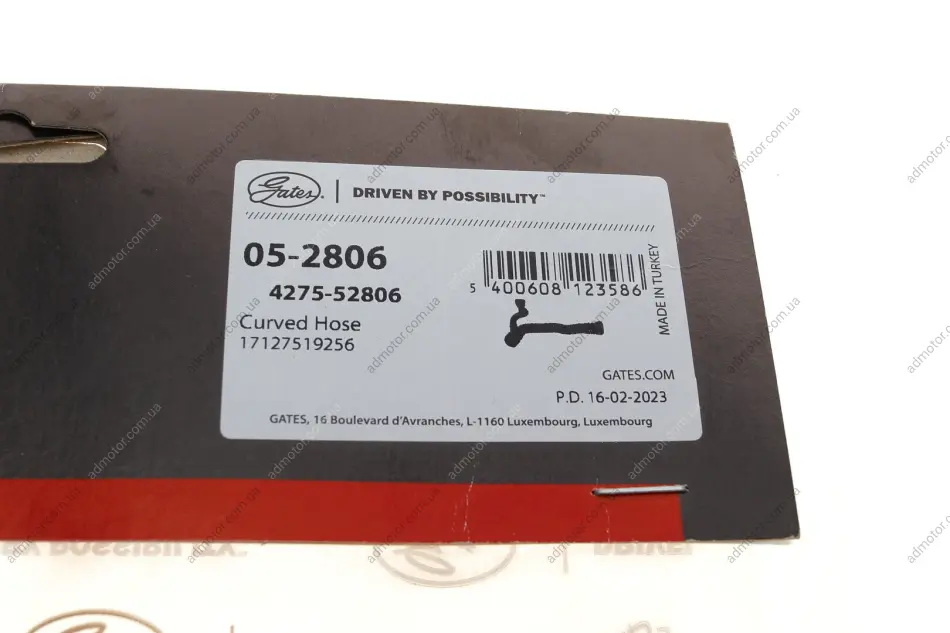 Gates® | DRIVEN BY POSSIBILITY™
05-2806
4275-52806
Curved Hose
17127519256
5 400608 123586
MADE IN TURKEY
GATES.COM
P.D. 16-02-2023
GATES, 16 Boulevard d'Avranches, L-1160 Luxembourg, Luxembourg
admotor.com.ua